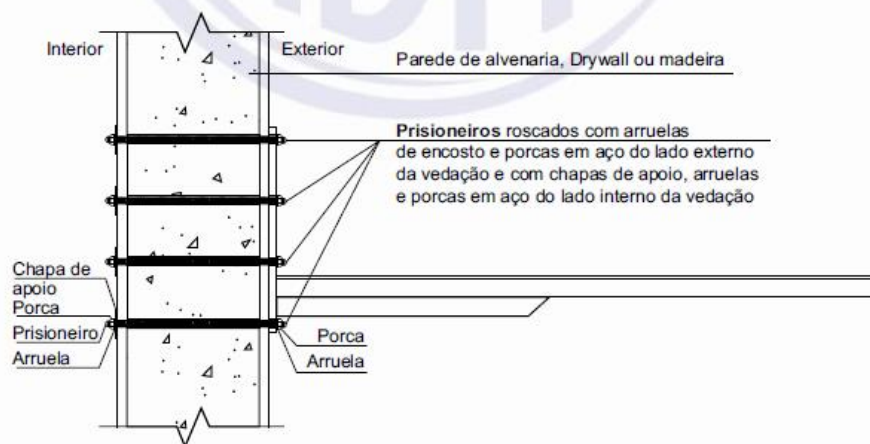 Interior
Exterior
Parede de alvenaria, Drywall ou madeira
Prisioneiros roscados com arruelas
de encosto e porcas em aço do lado externo
da vedação e com chapas de apoio, arruelas
e porcas em aço do lado interno da vedação
Chapa de
apoio
Porca
Prisioneiro
Arruela
Porca
Arruela